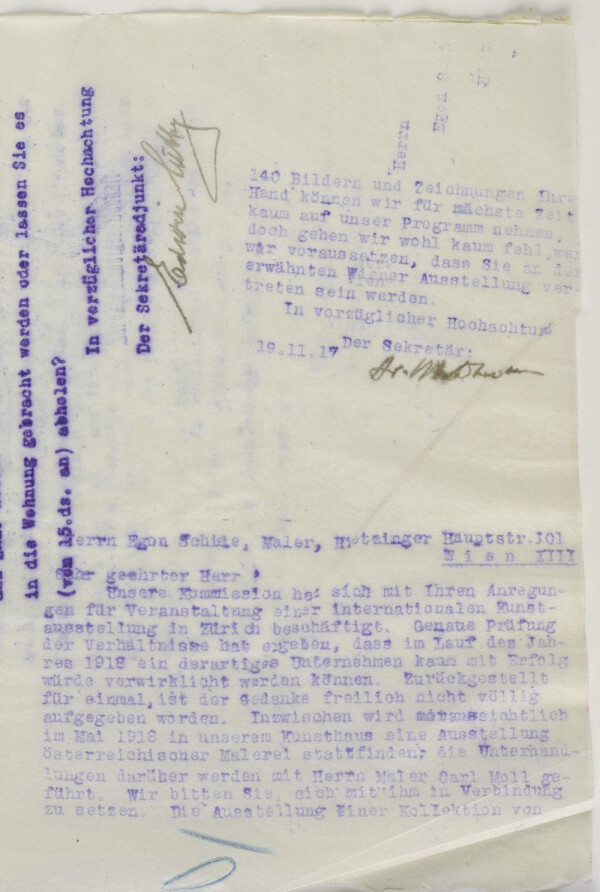 in die Wohnung gebracht werden oder lassen Sie es
(vom 15.ds. an) abholen?
In vorzüglicher Hochachtung
Der Sekretäradjunkt:
Herrn
Egon
140 Bildern und Zeichnungen Ihre
Hand können wir für nächste Zeit
kaum auf unser Programm nehmen,
doch gehen wir wohl kaum fehl, wen
wir voraussetzen, dass Sie an der
erwähnten Wiener Ausstellung ver-
treten sein werden.
In vorzüglicher Hochachtung
19.11.17 Der Sekretär:
Herrn Egon Schiele, Maler, Hietzinger Hauptstr.101
Wien XIII
Sehr geehrter Herr!
Unsere Kommission hat sich mit Ihren Anregun-
gen für Veranstaltung einer internationalen Kunst-
ausstellung in Zürich beschäftigt. Genaue Prüfung
der Verhältnisse hat ergeben, dass im Lauf des Jah-
res 1918 ein derartiges Unternehmen kaum mit Erfolg
würde verwirklicht werden können. Zurückgestellt
für einmal, ist der Gedanke freilich nicht völlig
aufgegeben worden. Inzwischen wird voraussichtlich
im Mai 1918 in unserem Kunsthaus eine Ausstellung
österreichischer Malerei stattfinden; die Unterhand-
lungen darüher werden mit Herrn Maler Carl Moll ge-
führt. Wir bitten Sie, sich mit ihm in Verbindung
zu setzen. Die Ausstellung einer Kollektion von